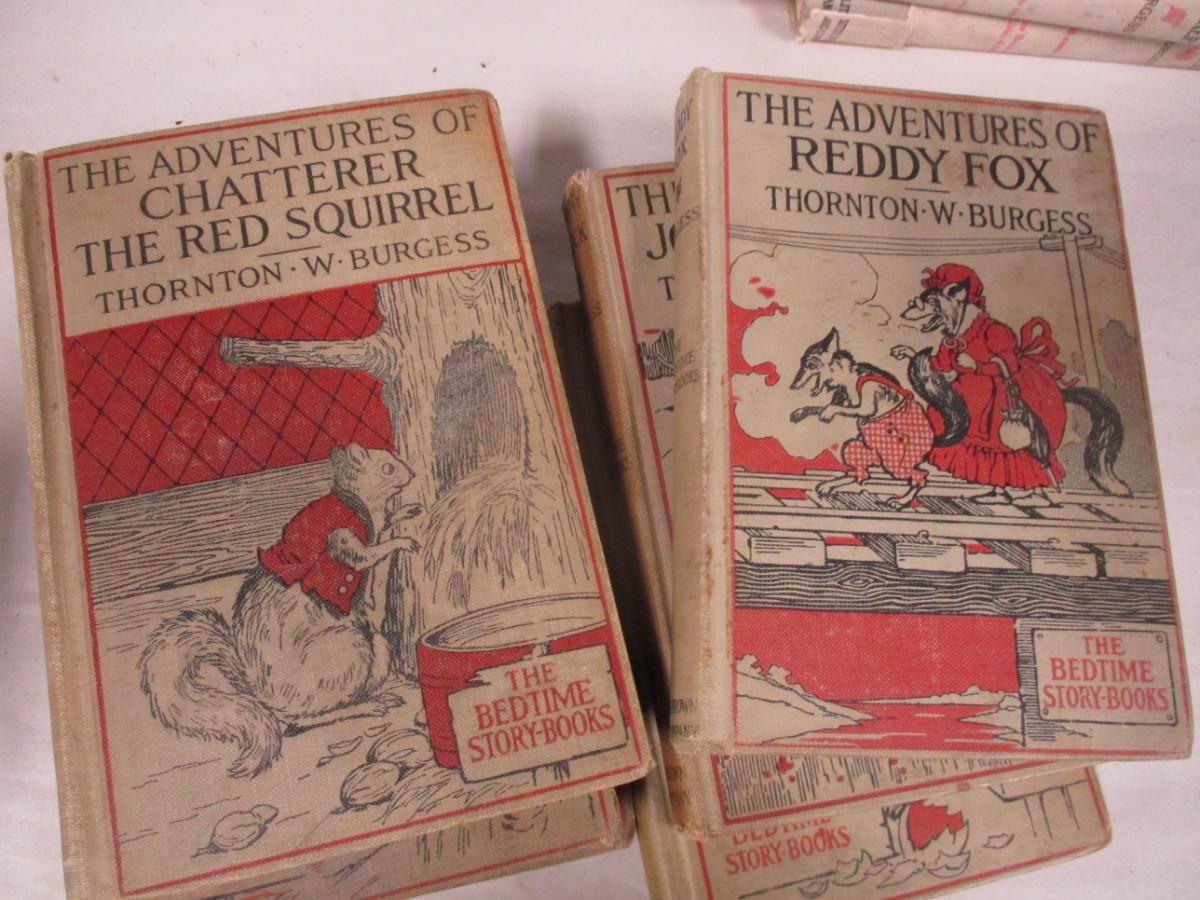 THE ADVENTURES OF
CHATTERER
THE RED SQUIRREL
THORNTON·W·BURGESS
THE
BEDTIME
STORY-BOOKS
THE ADVENTURES OF
REDDY FOX
THORNTON·W·BURGESS
THE
BEDTIME
STORY-BOOKS
BEDTIME
STORY-BOOKS